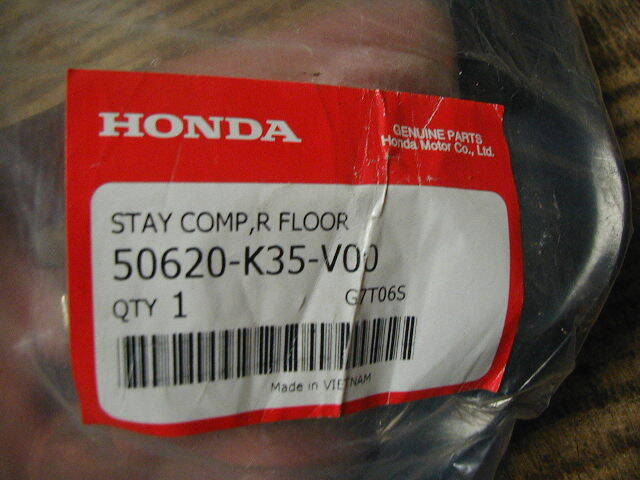 HONDA
GENUINE PARTS
Honda Motor Co., Ltd.
STAY COMP,R FLOOR
50620-K35-V00
QTY 1
G7T06S
Made in VIETNAM